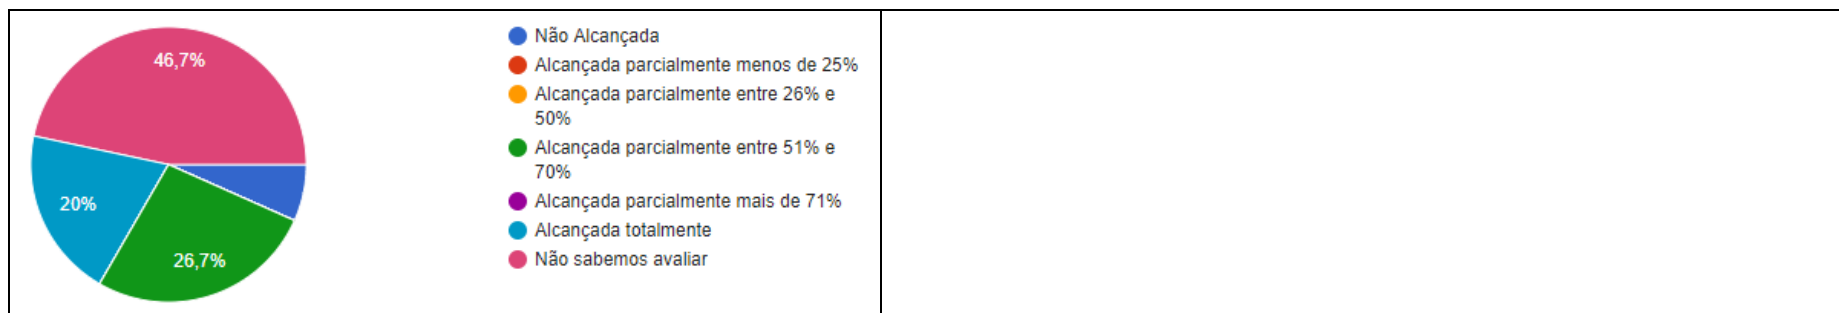 46,7%
20%
26,7%
Não Alcançada
Alcançada parcialmente menos de 25%
Alcançada parcialmente entre 26% e
50%
Alcançada parcialmente entre 51% e
70%
Alcançada parcialmente mais de 71%
Alcançada totalmente
Não sabemos avaliar